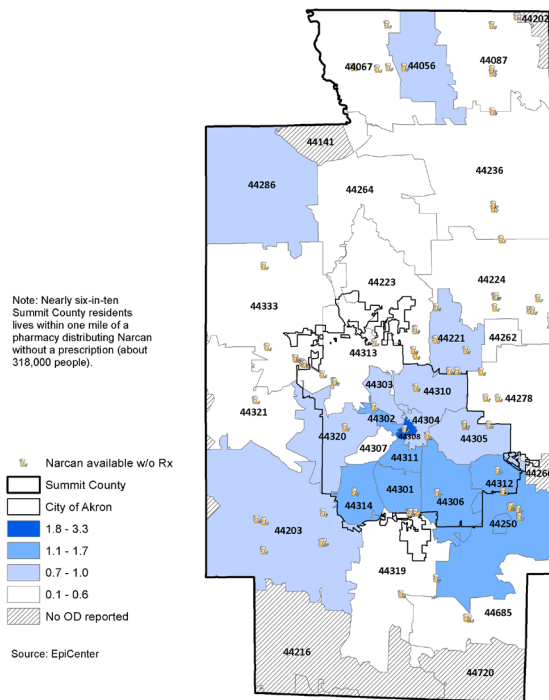 44202
44067
44056
44087
44141
44286
44236
44264
44223
44224
44333
44262
44221
44313
44303
44310
44278
44321
44302
44304
44320
44308
44305
44307
44311
44312
44301
44306
44314
44250
44203
44319
44685
44216
44720
Note: Nearly six-in-ten
Summit County residents
lives within one mile of a
pharmacy distributing Narcan
without a prescription (about
318,000 people).
Narcan available w/o Rx
Summit County
City of Akron
1.8 - 3.3
1.1 - 1.7
0.7 - 1.0
0.1 - 0.6
No OD reported
Source: EpiCenter